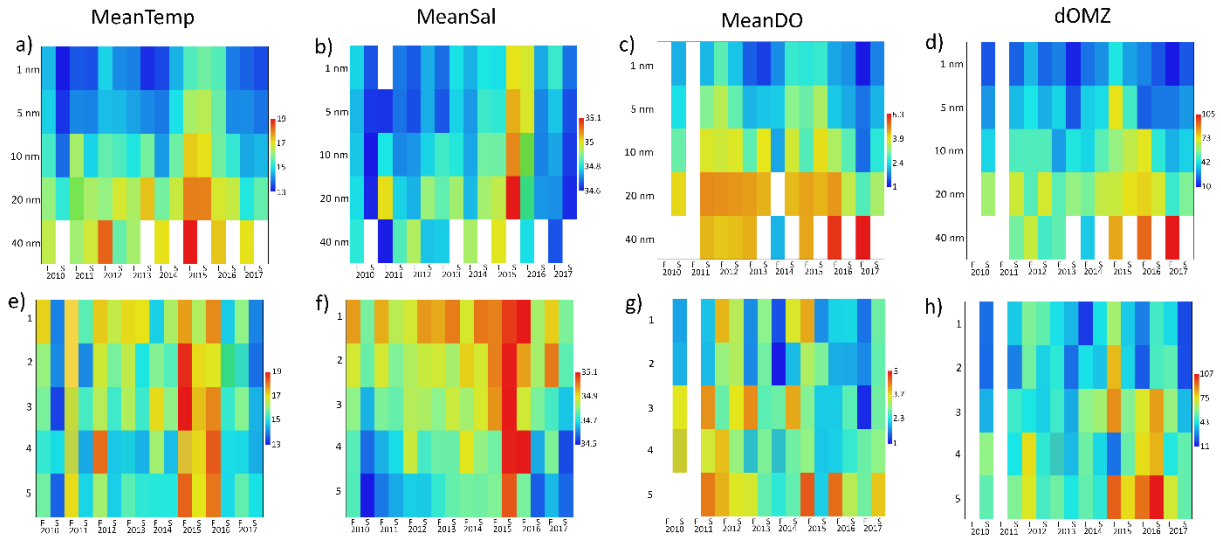 MeanTemp MeanSal MeanDO dOMZ
a) b) c) d)
1 nm 1 nm 1 nm 1 nm
5 nm 5 nm 5 nm 5 nm
10 nm 10 nm 10 nm 10 nm
20 nm 20 nm 20 nm 20 nm
40 nm 40 nm 40 nm 40 nm
19 35.1 5.3 105
17 35 3.9 73
15 34.8 2.4 42
13 34.6 1 10
F S F S F S F S F S F S F S F S
2010 2011 2012 2013 2014 2015 2016 2017
F S F S F S F S F S F S F S F S
2010 2011 2012 2013 2014 2015 2016 2017
F S F S F S F S F S F S F S F S
2010 2011 2012 2013 2014 2015 2016 2017
F S F S F S F S F S F S F S F S
2010 2011 2012 2013 2014 2015 2016 2017
e) f) g) h)
1 1 1 1
2 2 2 2
3 3 3 3
4 4 4 4
5 5 5 5
19 35.1 5 107
17 34.9 3.7 75
15 34.7 2.3 43
13 34.5 1 11
F S F S F S F S F S F S F S F S
2010 2011 2012 2013 2014 2015 2016 2017
F S F S F S F S F S F S F S F S
2010 2011 2012 2013 2014 2015 2016 2017
F S F S F S F S F S F S F S F S
2010 2011 2012 2013 2014 2015 2016 2017
F S F S F S F S F S F S F S F S
2010 2011 2012 2013 2014 2015 2016 2017